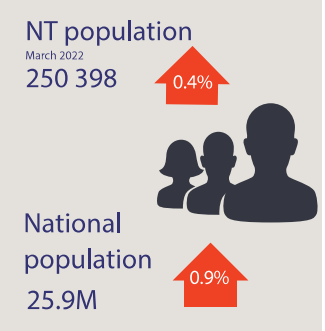 NT population
March 2022
250 398
0.4%
National
population
25.9M
0.9%